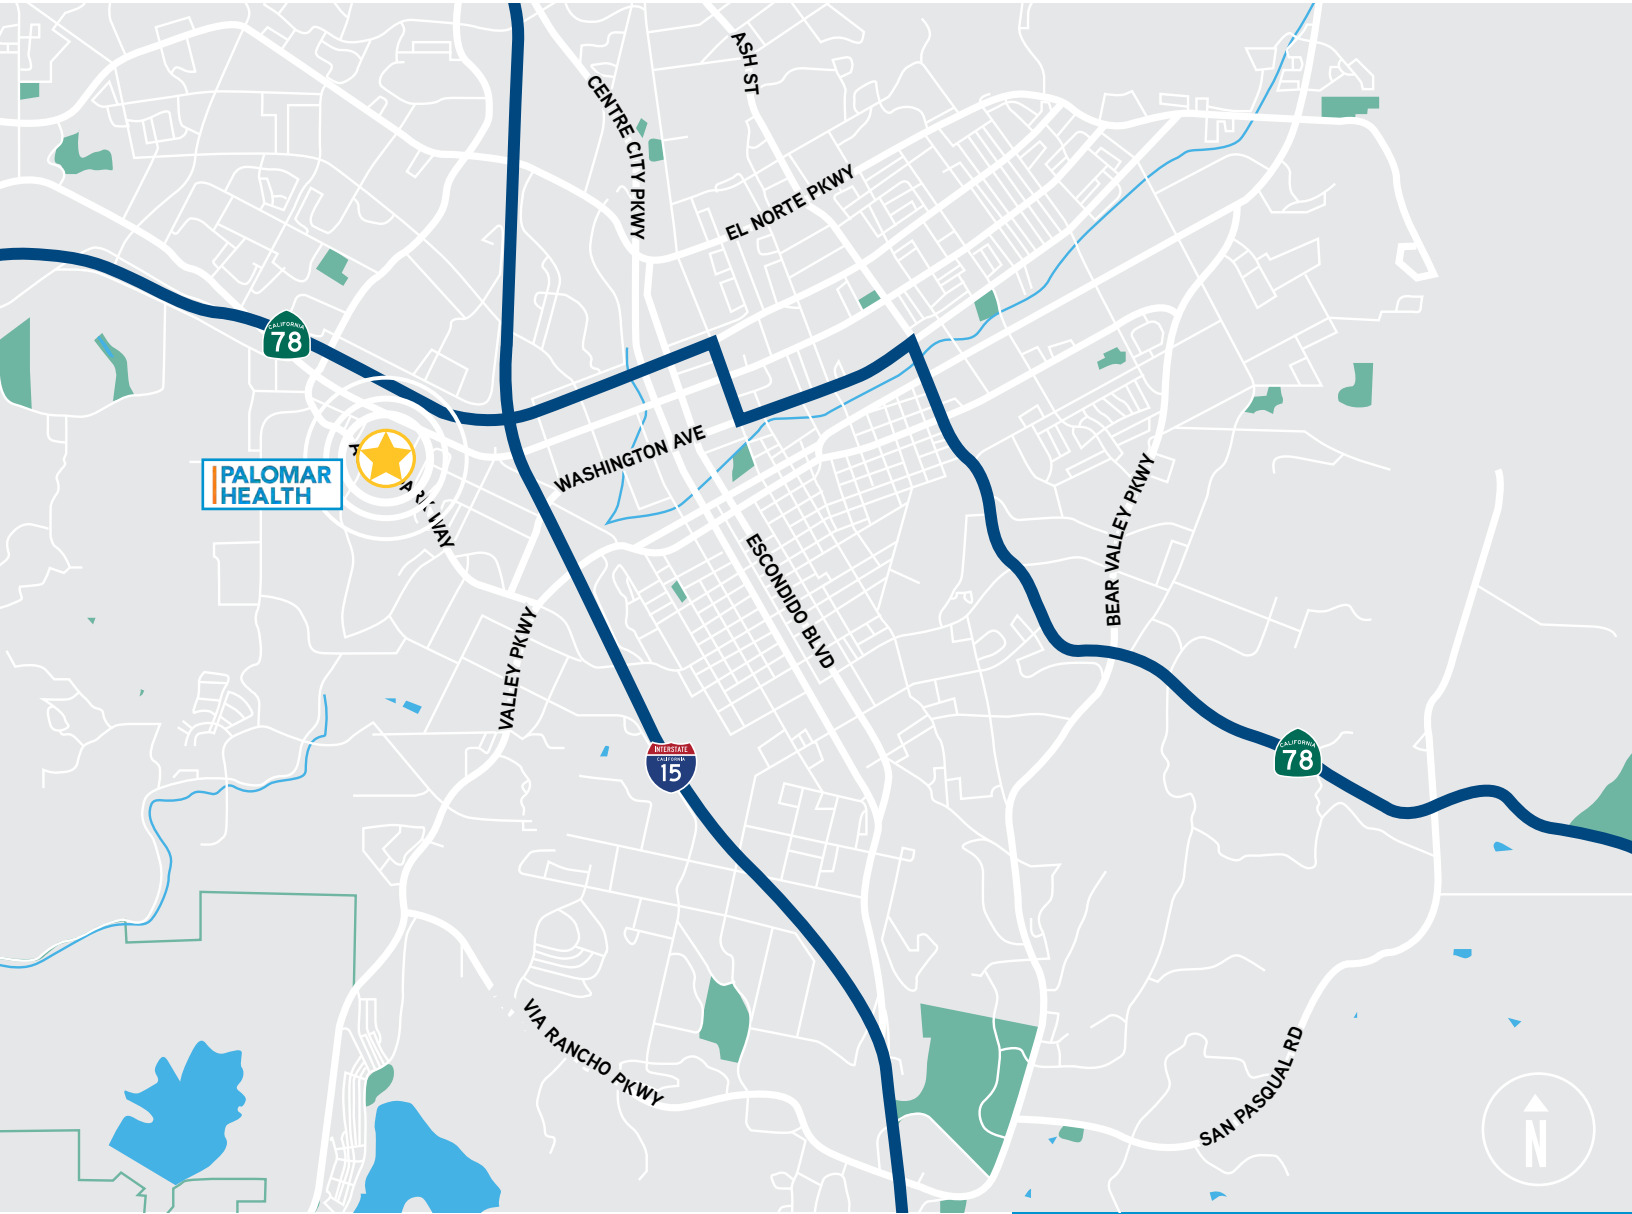 ASH ST
CENTRE CITY PKWY
EL NORTE PKWY
CALIFORNIA
78
PALOMAR
HEALTH
WAY
WASHINGTON AVE
ESCONDIDO BLVD
BEAR VALLEY PKWY
VALLEY PKWY
INTERSTATE
CALIFORNIA
15
CALIFORNIA
78
VIA RANCHO PKWY
SAN PASQUAL RD
N